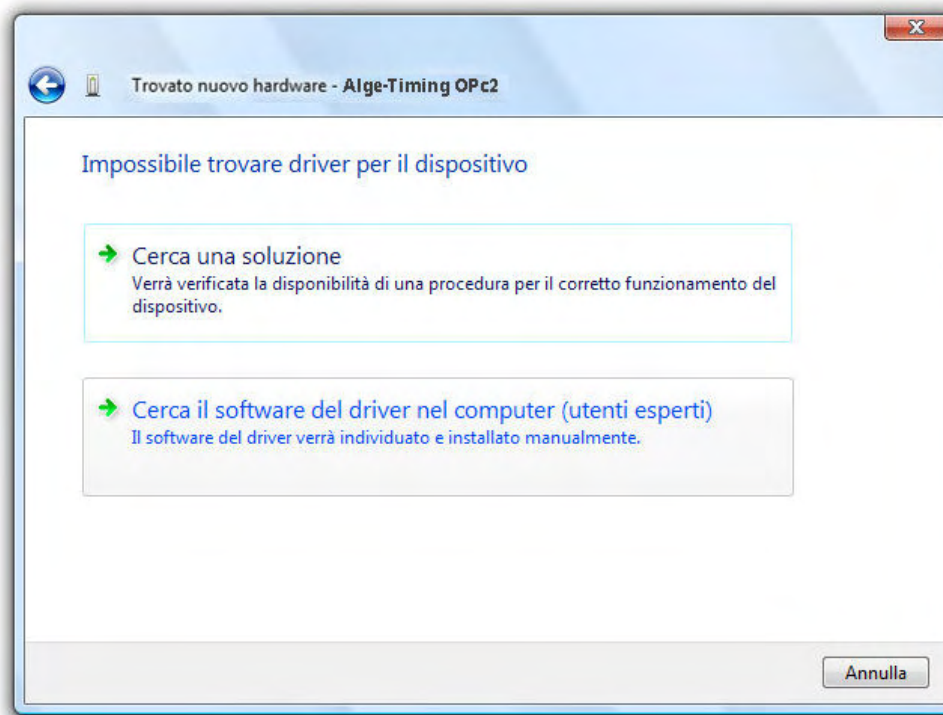 Trovato nuovo hardware - Alge-Timing OPc2
Impossibile trovare driver per il dispositivo
Cerca una soluzione
Verrà verificata la disponibilità di una procedura per il corretto funzionamento del
dispositivo.
Cerca il software del driver nel computer (utenti esperti)
Il software del driver verrà individuato e installato manualmente.
Annulla